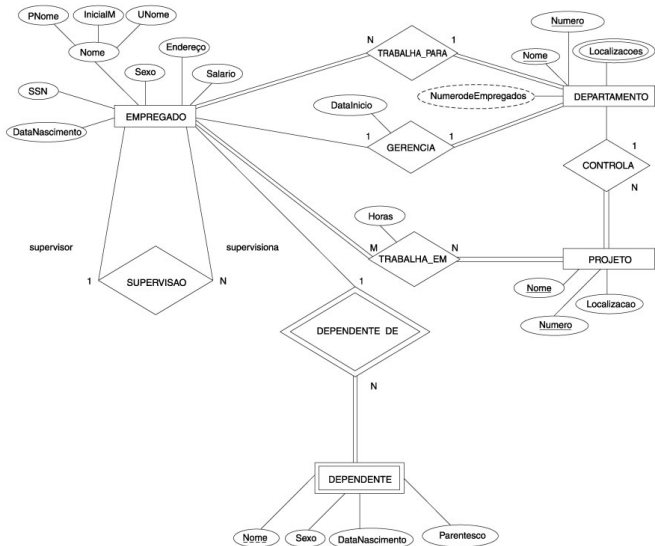 PNome
InicialM
UNome
Nome
Endereço
Sexo
Salario
SSN
EMPREGADO
DataNascimento
N
TRABALHA_PARA
1
Numero
Nome
Localizacoes
DataInicio
NumerodeEmpregados
DEPARTAMENTO
1
GERENCIA
1
1
CONTROLA
N
supervisor
supervisiona
1
SUPERVISAO
N
Horas
M
TRABALHA_EM
N
PROJETO
Nome
Localizacao
Numero
1
DEPENDENTE DE
N
DEPENDENTE
Nome
Sexo
DataNascimento
Parentesco